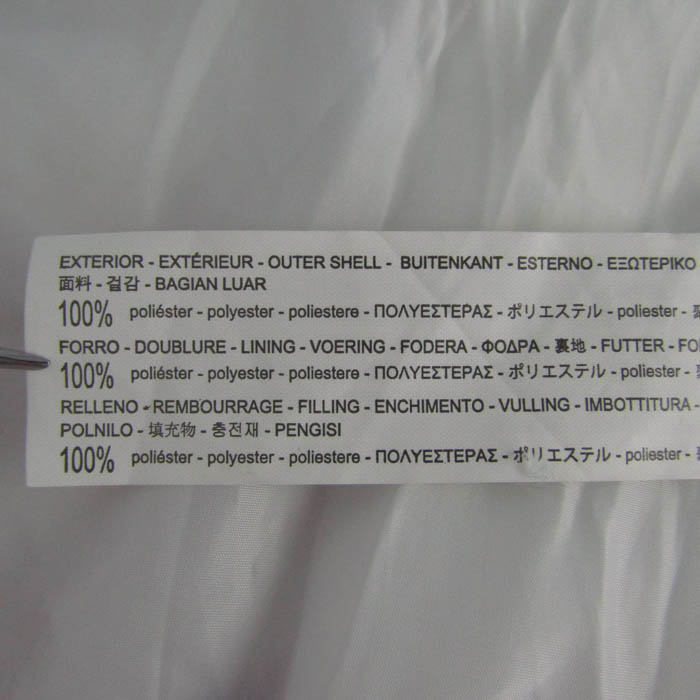 EXTERIOR - EXTÉRIEUR - OUTER SHELL - BUITENKANT - ESTERNO - ΕΞΩΤΕΡΙΚΟ
面料 - 겉감 - BAGIAN LUAR
100% poliéster - polyester - poliestere - ΠΟΛΥΕΣΤΕΡΑΣ - ポリエステル - poliester -
FORRO - DOUBLURE - LINING - VOERING - FODERA - ΦΟΔΡΑ - 裏地 - FUTTER -
100% poliéster - polyester - poliestere - ΠΟΛΥΕΣΤΕΡΑΣ - ポリエステル - poliester -
RELLENO - REMBOURRAGE - FILLING - ENCHIMENTO - VULLING - IMBOTTITURA -
POLNILO - 填充物 - 충전재 - PENGISI
100% poliéster - polyester - poliestere - ΠΟΛΥΕΣΤΕΡΑΣ - ポリエステル - poliester -